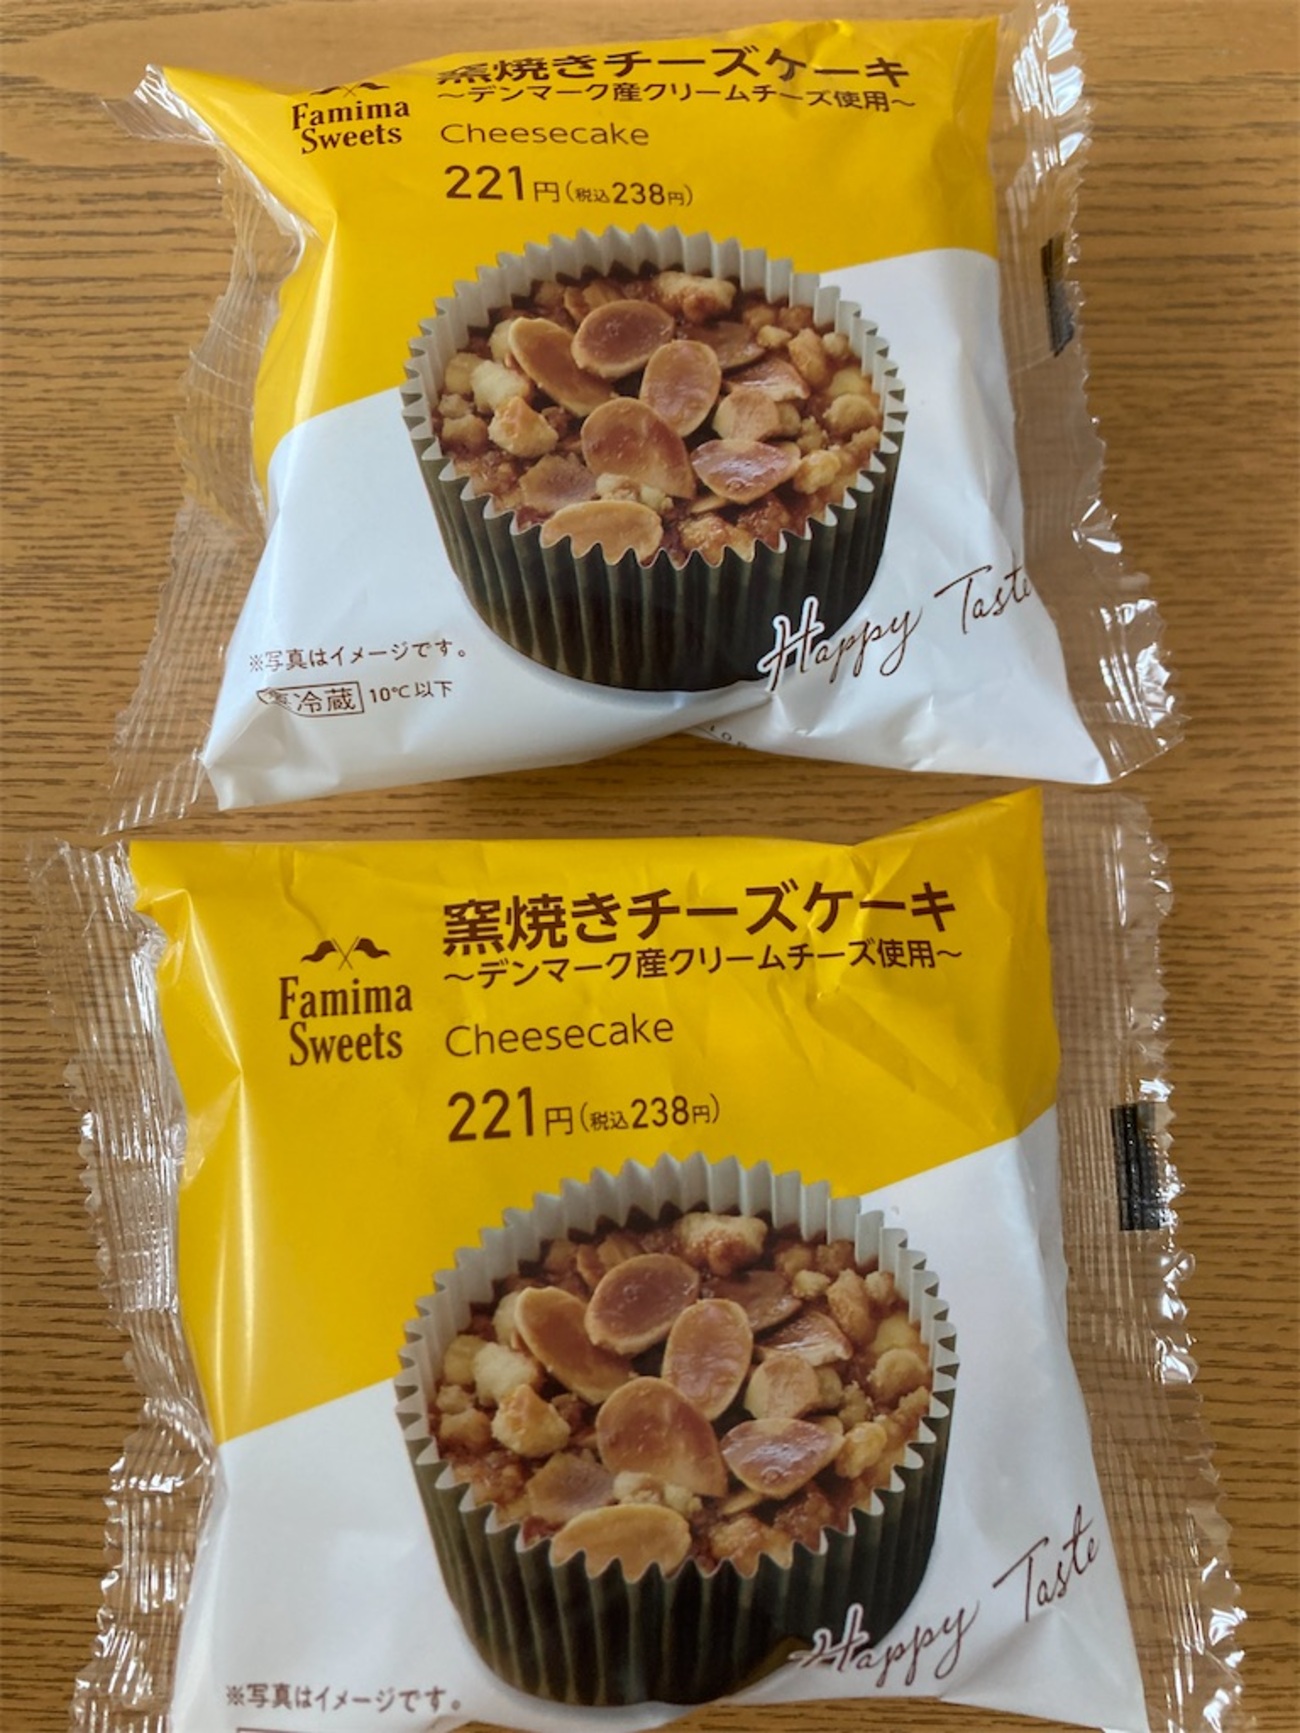 Famima
Sweets
窯焼きチーズケーキ
〜デンマーク産クリームチーズ使用〜
Cheesecake
221円(税込238円)
Happy Taste
※写真はイメージです。
要冷蔵 10℃以下
Famima
Sweets
窯焼きチーズケーキ
〜デンマーク産クリームチーズ使用〜
Cheesecake
221円(税込238円)
Happy Taste
※写真はイメージです。